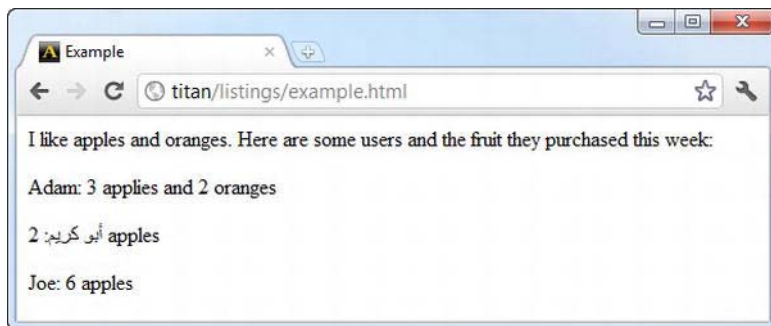 Example
titan/listings/example.html
I like apples and oranges. Here are some users and the fruit they purchased this week:
Adam: 3 applies and 2 oranges
أبو كريم: 2 apples
Joe: 6 apples